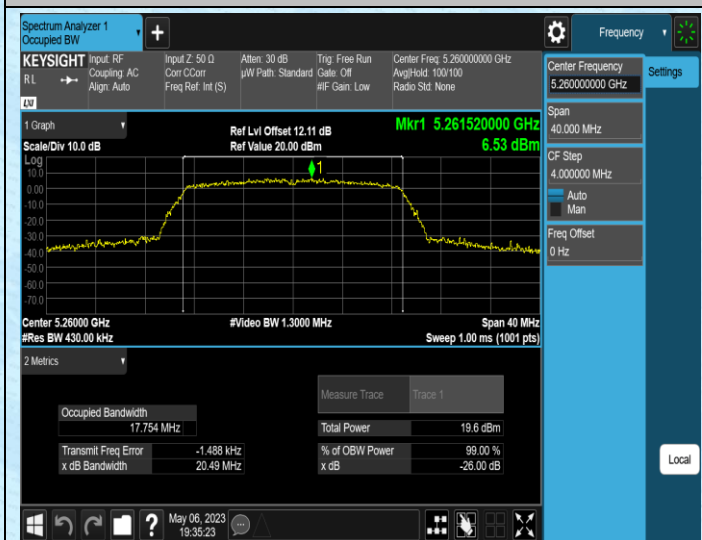 Spectrum Analyzer 1
Occupied BW
+
Frequency
KEYSIGHT
RL
LXI
Input: RF
Coupling: AC
Align: Auto
Input Z: 50 Ω
Corr CCorr
Freq Ref: Int (S)
Atten: 30 dB
µW Path: Standard
Trig: Free Run
Gate: Off
#IF Gain: Low
Center Freq: 5.260000000 GHz
Avg|Hold: 100/100
Radio Std: None
Center Frequency
5.260000000 GHz
Settings
Span
40.000 MHz
CF Step
4.000000 MHz
Auto
Man
Freq Offset
0 Hz
Local
1 Graph
Scale/Div 10.0 dB
Ref Lvl Offset 12.11 dB
Ref Value 20.00 dBm
Mkr1 5.261520000 GHz
6.53 dBm
Log
10.0
0.00
-10.0
-20.0
-30.0
-40.0
-50.0
-60.0
-70.0
1
Center 5.26000 GHz
#Res BW 430.00 kHz
#Video BW 1.3000 MHz
Span 40 MHz
Sweep 1.00 ms (1001 pts)
2 Metrics
Measure Trace Trace 1
Occupied Bandwidth
17.754 MHz
Total Power 19.6 dBm
Transmit Freq Error -1.488 kHz
% of OBW Power 99.00 %
x dB Bandwidth 20.49 MHz
x dB -26.00 dB
?
May 06, 2023
19:35:23